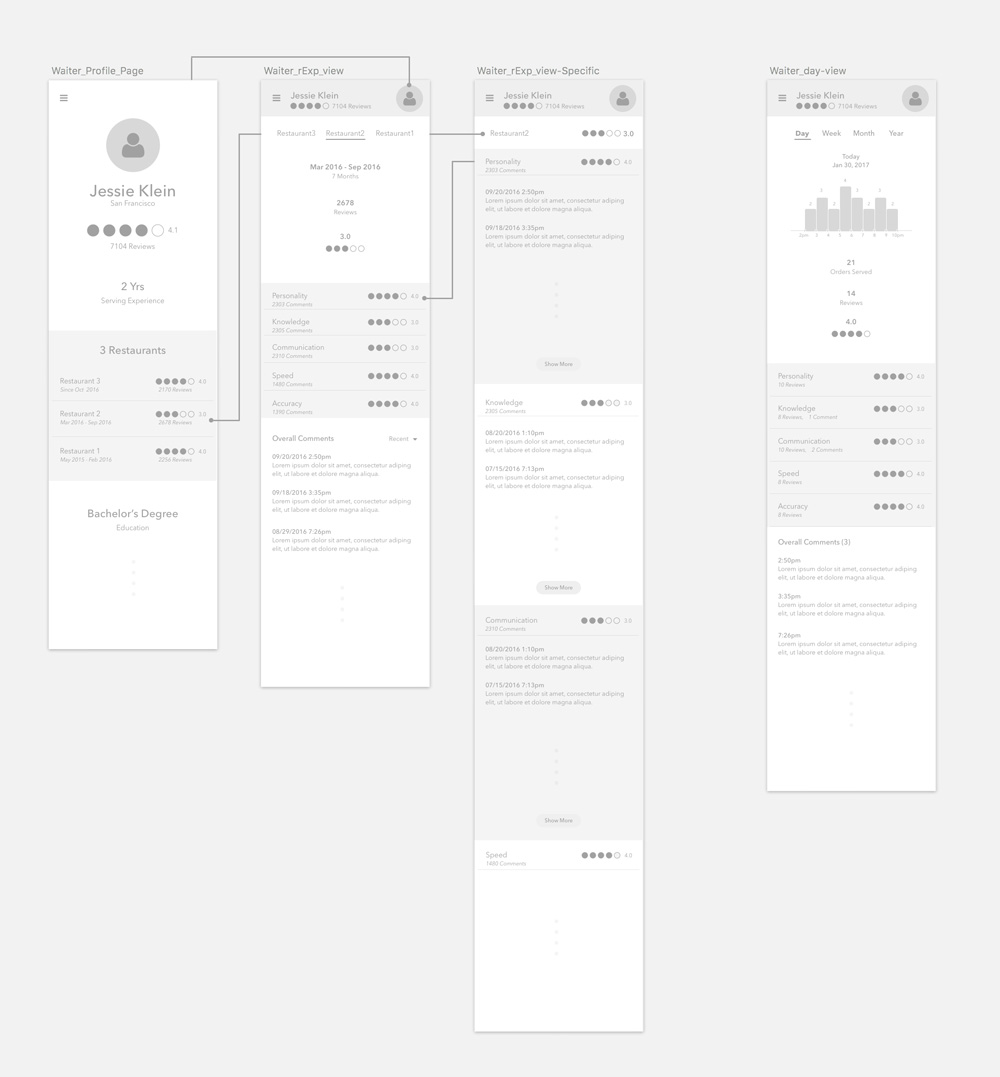 Waiter_Profile_Page
Jessie Klein
San Francisco
4.1
7104 Reviews
2 Yrs
Serving Experience
3 Restaurants
Restaurant 3 4.0
Since Oct 2016 2170 Reviews
Restaurant 2 3.0
Mar 2016 - Sep 2016 2678 Reviews
Restaurant 1 4.0
May 2015 - Feb 2016 2256 Reviews
Bachelor's Degree
Education
Waiter_rExp_view
Jessie Klein
7104 Reviews
Restaurant3 Restaurant2 Restaurant1
Mar 2016 - Sep 2016
7 Months
2678
Reviews
3.0
Personality 4.0
2303 Comments
Knowledge 3.0
2305 Comments
Communication 3.0
2310 Comments
Speed 4.0
1480 Comments
Accuracy 4.0
1390 Comments
Overall Comments Recent
09/20/2016 2:50pm
Lorem ipsum dolor sit amet, consectetur adiping
elit, ut labore et dolore magna aliqua.
09/18/2016 3:35pm
Lorem ipsum dolor sit amet, consectetur adiping
elit, ut labore et dolore magna aliqua.
08/29/2016 7:26pm
Lorem ipsum dolor sit amet, consectetur adiping
elit, ut labore et dolore magna aliqua.
Waiter_rExp_view-Specific
Jessie Klein
7104 Reviews
Restaurant2 3.0
Personality 4.0
2303 Comments
09/20/2016 2:50pm
Lorem ipsum dolor sit amet, consectetur adiping
elit, ut labore et dolore magna aliqua.
09/18/2016 3:35pm
Lorem ipsum dolor sit amet, consectetur adiping
elit, ut labore et dolore magna aliqua.
Show More
Knowledge 3.0
2305 Comments
08/20/2016 1:10pm
Lorem ipsum dolor sit amet, consectetur adiping
elit, ut labore et dolore magna aliqua.
07/15/2016 7:13pm
Lorem ipsum dolor sit amet, consectetur adiping
elit, ut labore et dolore magna aliqua.
Show More
Communication 3.0
2310 Comments
08/20/2016 1:10pm
Lorem ipsum dolor sit amet, consectetur adiping
elit, ut labore et dolore magna aliqua.
07/15/2016 7:13pm
Lorem ipsum dolor sit amet, consectetur adiping
elit, ut labore et dolore magna aliqua.
Show More
Speed 4.0
1480 Comments
Waiter_day-view
Jessie Klein
7104 Reviews
Day Week Month Year
Today
Jan 30, 2017
4
3 3 3
2 2 2 2
2pm 3 4 5 6 7 8 9 10pm
21
Orders Served
14
Reviews
4.0
Personality 4.0
10 Reviews
Knowledge 3.0
8 Reviews, 1 Comment
Communication 3.0
10 Reviews, 2 Comments
Speed 4.0
8 Reviews
Accuracy 4.0
8 Reviews
Overall Comments (3)
2:50pm
Lorem ipsum dolor sit amet, consectetur adiping
elit, ut labore et dolore magna aliqua.
3:35pm
Lorem ipsum dolor sit amet, consectetur adiping
elit, ut labore et dolore magna aliqua.
7:26pm
Lorem ipsum dolor sit amet, consectetur adiping
elit, ut labore et dolore magna aliqua.